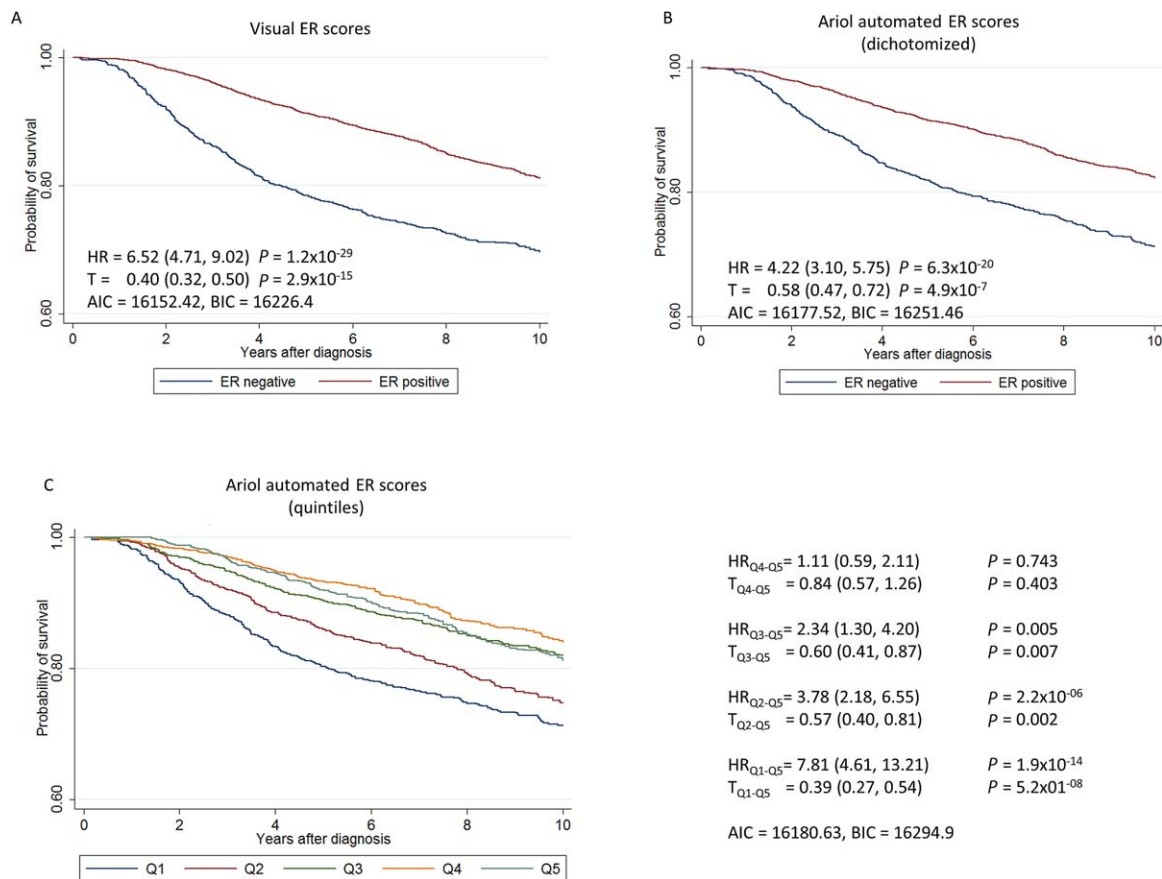 A
Visual ER scores
1.00
0.80
0.60
Probability of survival
HR = 6.52 (4.71, 9.02) P = 1.2x10-29
T = 0.40 (0.32, 0.50) P = 2.9x10-15
AIC = 16152.42, BIC = 16226.4
0 2 4 6 8 10
Years after diagnosis
ER negative ER positive
B
Ariol automated ER scores
(dichotomized)
1.00
0.80
0.60
Probability of survival
HR = 4.22 (3.10, 5.75) P = 6.3x10-20
T = 0.58 (0.47, 0.72) P = 4.9x10-7
AIC = 16177.52, BIC = 16251.46
0 2 4 6 8 10
Years after diagnosis
ER negative ER positive
C
Ariol automated ER scores
(quintiles)
1.00
0.80
0.60
Probability of survival
0 2 4 6 8 10
Years after diagnosis
Q1 Q2 Q3 Q4 Q5
HRQ4-Q5= 1.11 (0.59, 2.11) P = 0.743
TQ4-Q5 = 0.84 (0.57, 1.26) P = 0.403
HRQ3-Q5= 2.34 (1.30, 4.20) P = 0.005
TQ3-Q5 = 0.60 (0.41, 0.87) P = 0.007
HRQ2-Q5= 3.78 (2.18, 6.55) P = 2.2x10-06
TQ2-Q5 = 0.57 (0.40, 0.81) P = 0.002
HRQ1-Q5= 7.81 (4.61, 13.21) P = 1.9x10-14
TQ1-Q5 = 0.39 (0.27, 0.54) P = 5.2x01-08
AIC = 16180.63, BIC = 16294.9